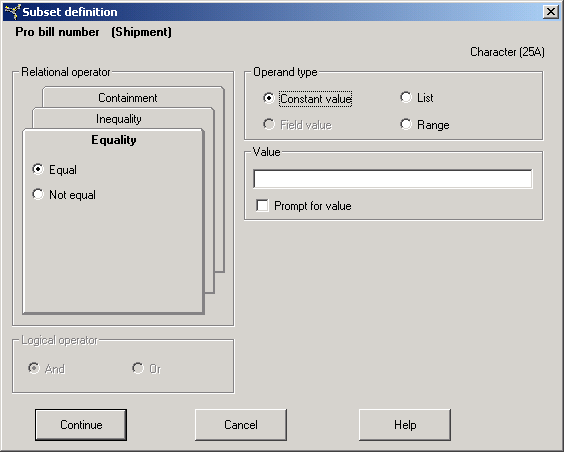 Subset definition
Pro bill number (Shipment)
Character (25A)
Relational operator
Containment
Inequality
Equality
Equal
Not equal
Operand type
Constant value
List
Field value
Range
Value
Prompt for value
Logical operator
And
Or
Continue
Cancel
Help